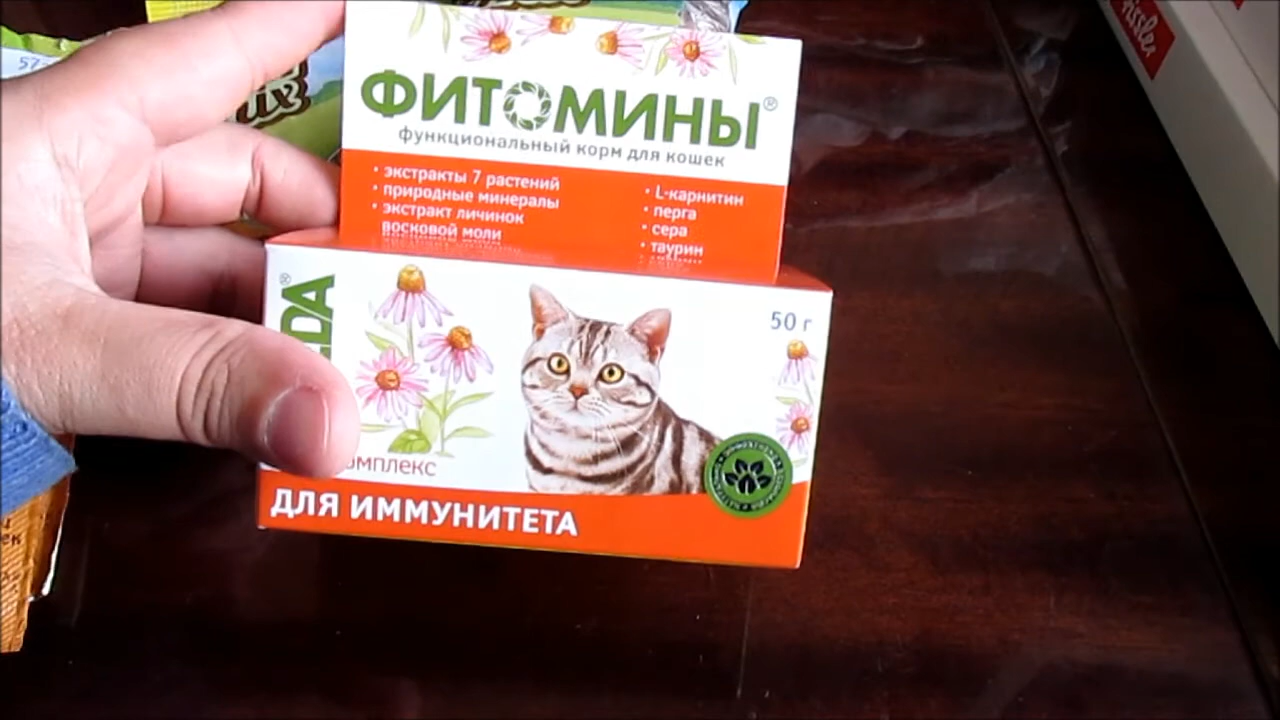 ФИТОМИНЫ®
функциональный корм для кошек
• экстракты 7 растений
• природные минералы
• экстракт личинок
восковой моли
• L-карнитин
• перга
• сера
• таурин
50 г
ДЛЯ ИММУНИТЕТА